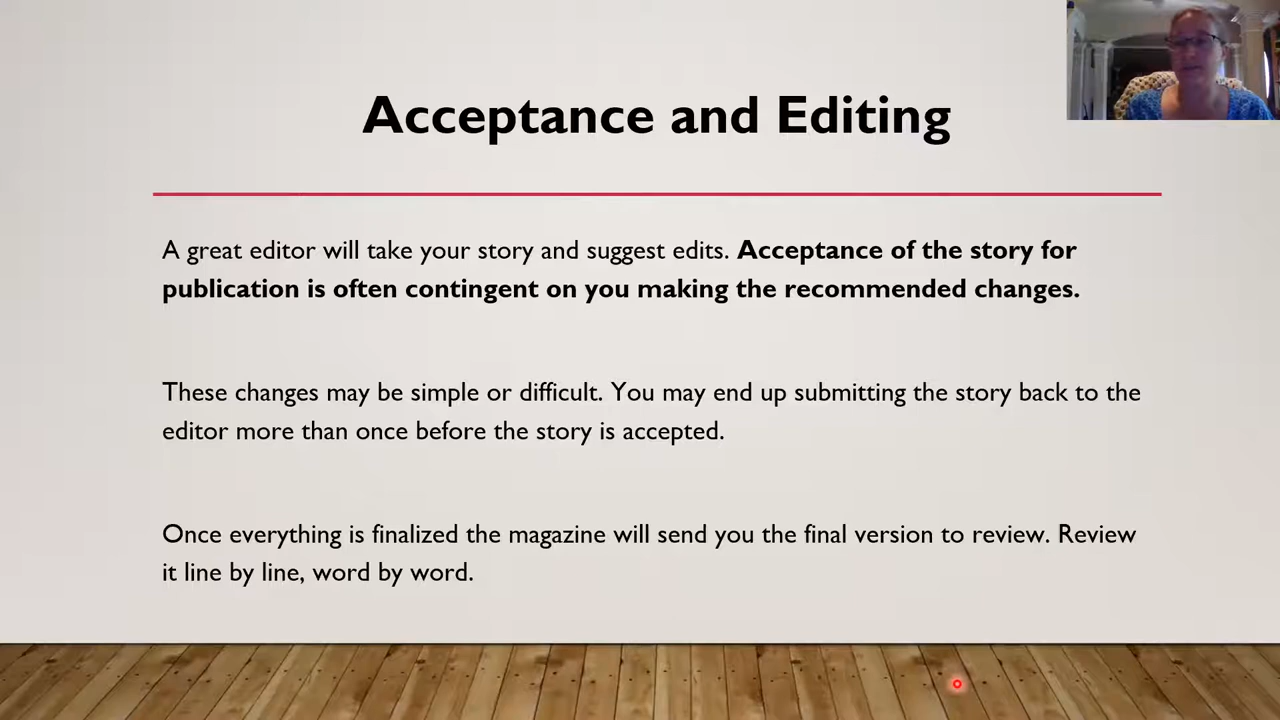 Acceptance and Editing
A great editor will take your story and suggest edits. Acceptance of the story for
publication is often contingent on you making the recommended changes.
These changes may be simple or difficult. You may end up submitting the story back to the
editor more than once before the story is accepted.
Once everything is finalized the magazine will send you the final version to review. Review
it line by line, word by word.